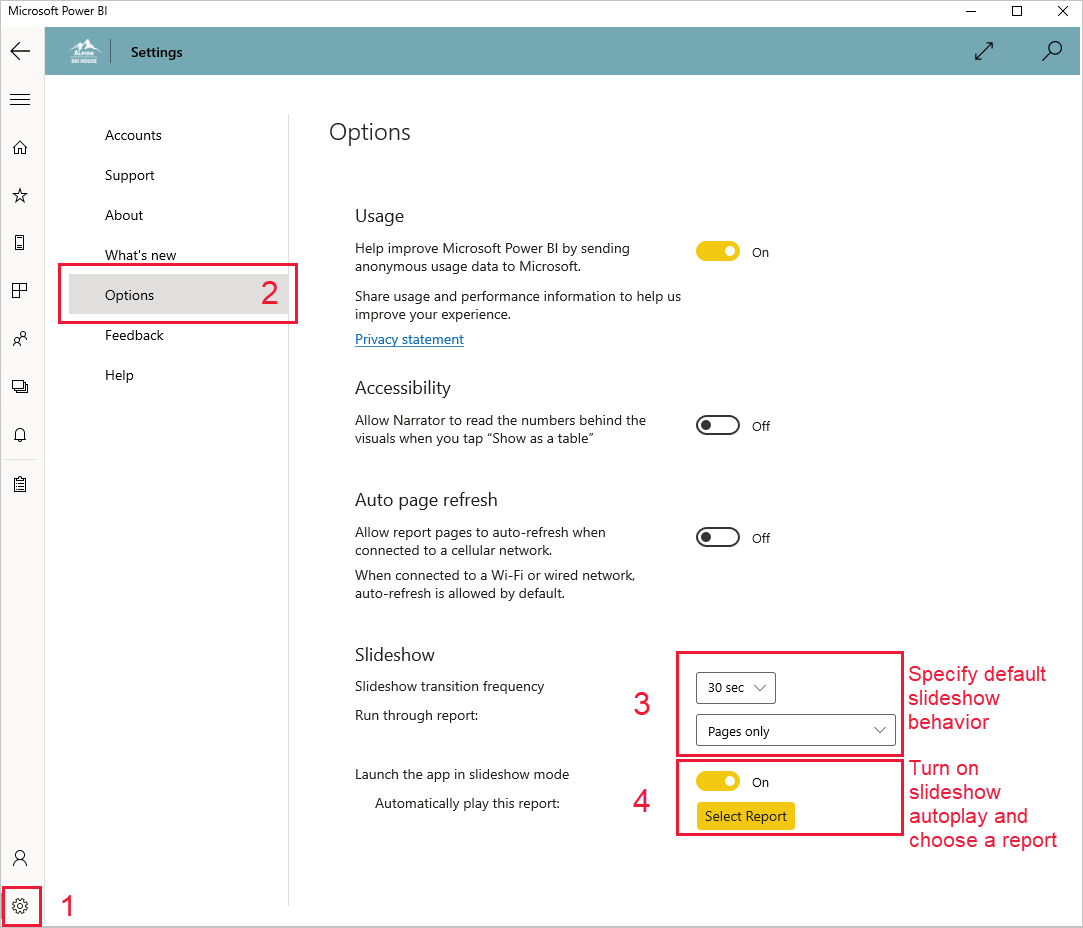 Microsoft Power BI
ALPINE
SKI HOUSE
Settings
Accounts
Support
About
What's new
Options
2
Feedback
Help
Options
Usage
Help improve Microsoft Power BI by sending
anonymous usage data to Microsoft.
On
Share usage and performance information to help us
improve your experience.
Privacy statement
Accessibility
Allow Narrator to read the numbers behind the
visuals when you tap “Show as a table”
Off
Auto page refresh
Allow report pages to auto-refresh when
connected to a cellular network.
Off
When connected to a Wi-Fi or wired network,
auto-refresh is allowed by default.
Slideshow
Slideshow transition frequency
30 sec
Run through report:
Pages only
3
Specify default
slideshow
behavior
Launch the app in slideshow mode
On
Automatically play this report:
Select Report
4
Turn on
slideshow
autoplay and
choose a report
1